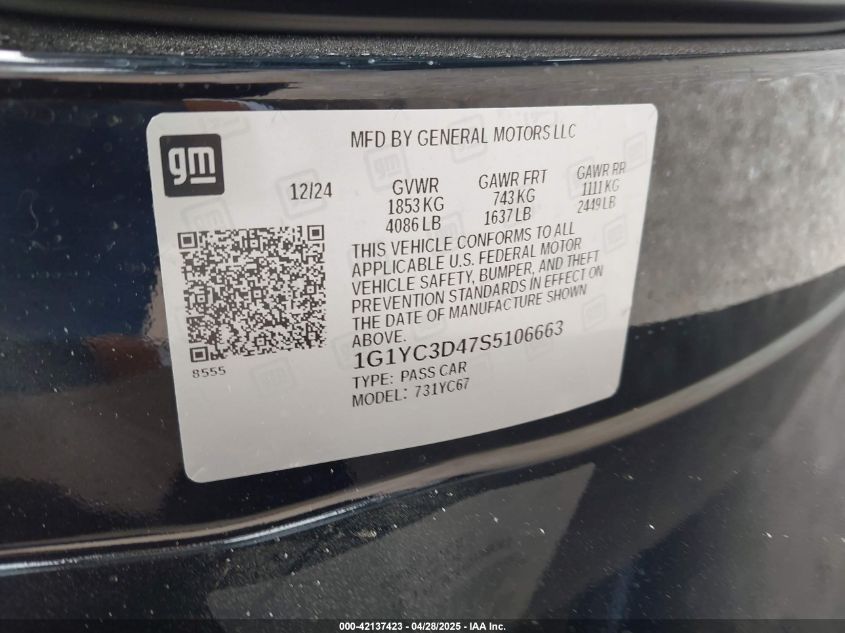 MFD BY GENERAL MOTORS LLC
gm
12/24
GVWR
1853 KG
4086 LB
GAWR FRT
743 KG
1637 LB
GAWR RR
1111 KG
2449 LB
THIS VEHICLE CONFORMS TO ALL
APPLICABLE U.S. FEDERAL MOTOR
VEHICLE SAFETY, BUMPER, AND THEFT
PREVENTION STANDARDS IN EFFECT ON
THE DATE OF MANUFACTURE SHOWN
ABOVE.
8555
1G1YC3D47S5106663
TYPE: PASS CAR
MODEL: 731YC67
000-42137423 - 04/28/2025 - IAA Inc.